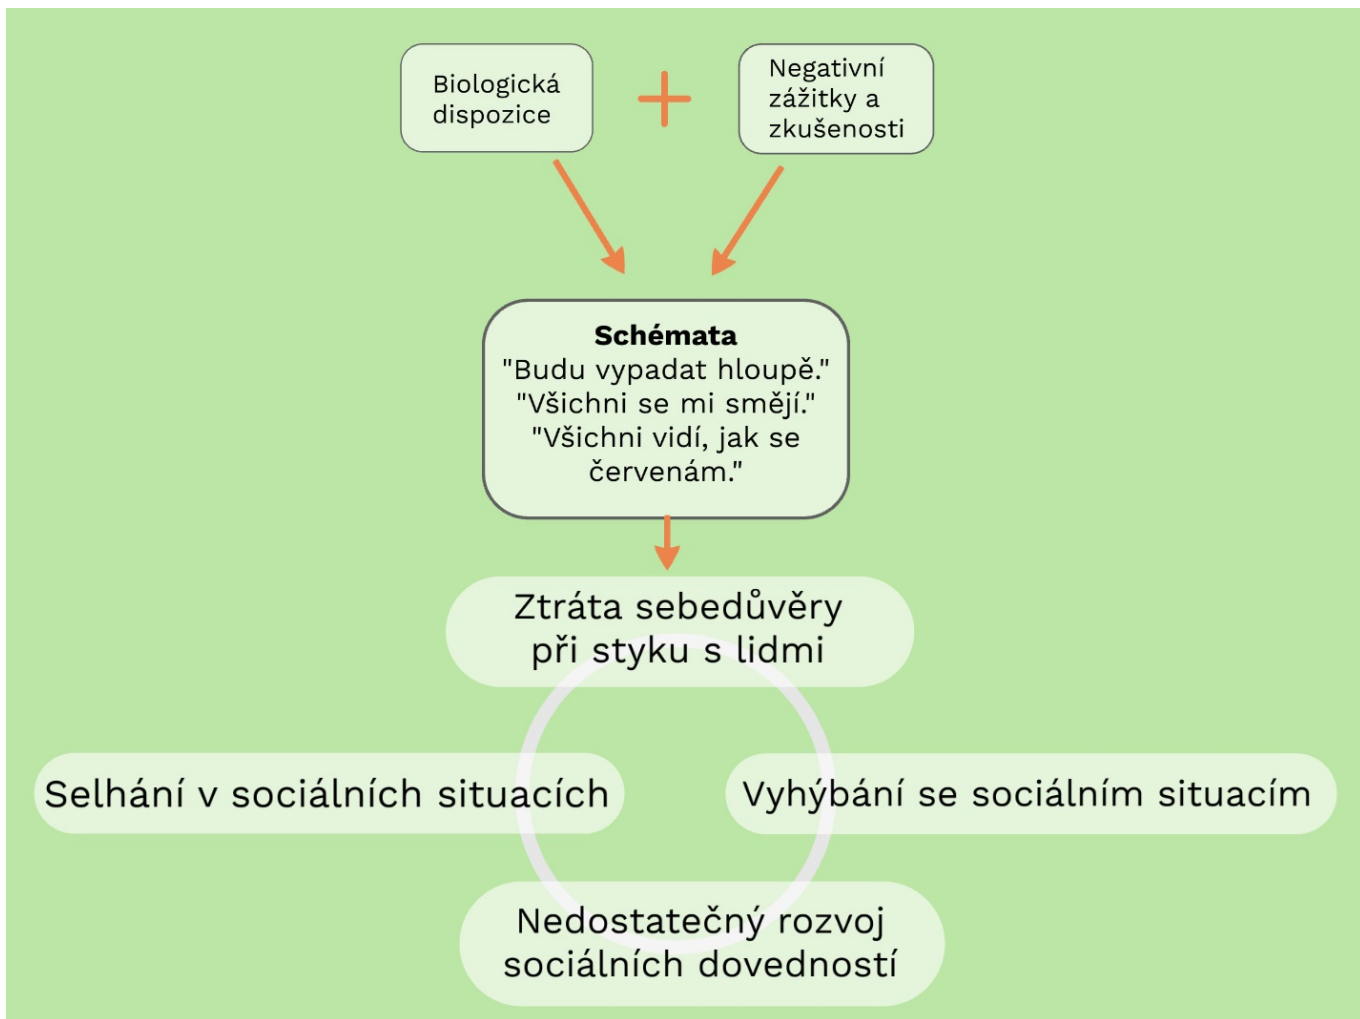 Biologická
dispozice
Negativní
zážitky a
zkušenosti
Schémata
"Budu vypadat hloupě."
"Všichni se mi smějí."
"Všichni vidí, jak se
červenám."
Ztráta sebedůvěry
při styku s lidmi
Selhání v sociálních situacích
Vyhýbání se sociálním situacím
Nedostatečný rozvoj
sociálních dovedností